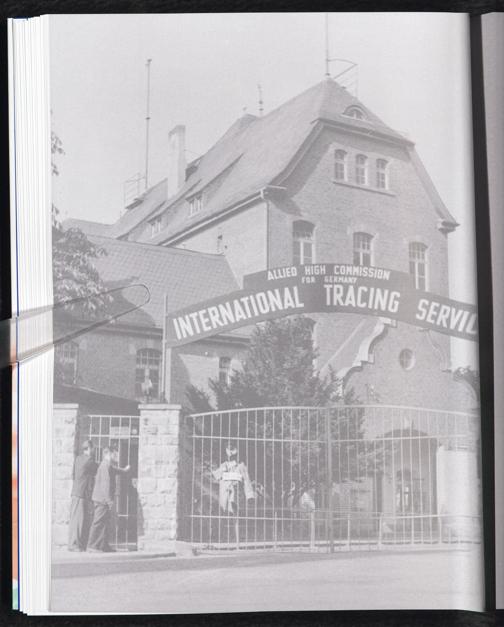 ALLIED HIGH COMMISSION
FOR GERMANY
INTERNATIONAL TRACING SERVIC